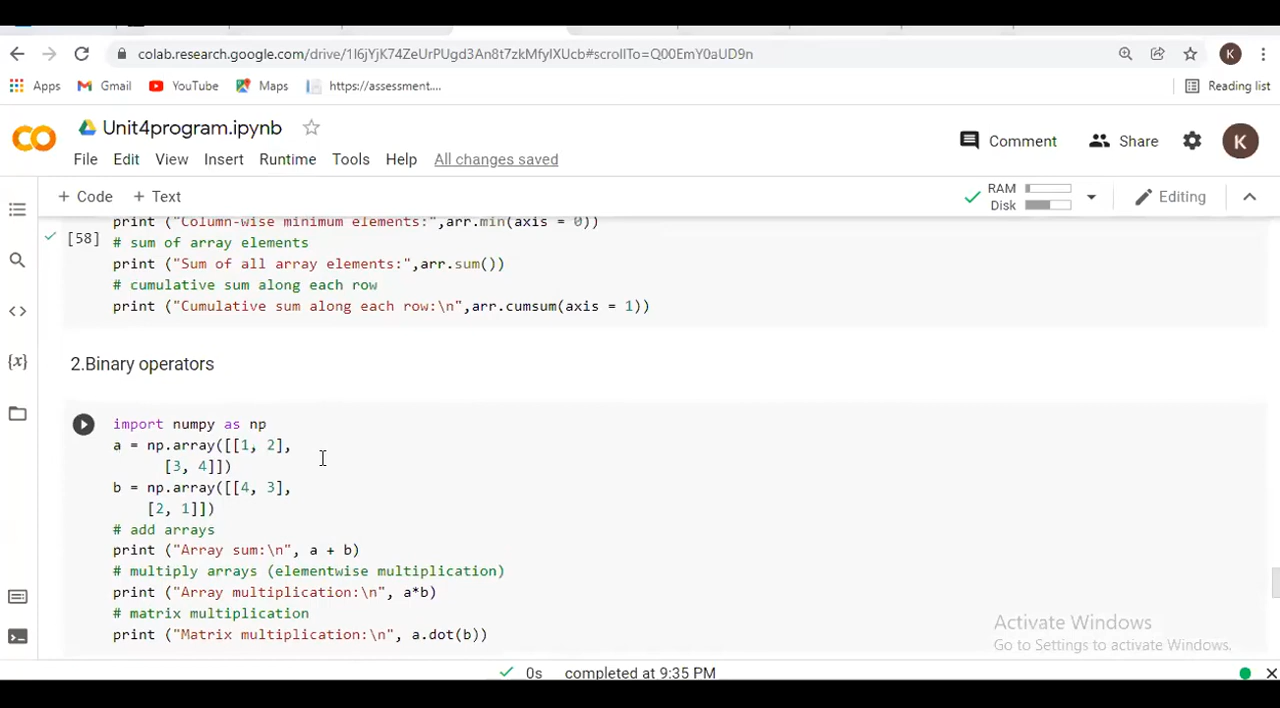 colab.research.google.com/drive/1I6jYjK74ZeUrPUgd3An8t7zkMfyIXUcb#scrollTo=Q00EmY0aUD9n
K
Apps Gmail YouTube Maps https://assessment.... Reading list
CO Unit4program.ipynb
Comment Share K
File Edit View Insert Runtime Tools Help All changes saved
+ Code + Text
RAM
Disk
Editing
print ("Column-wise minimum elements:",arr.min(axis = 0))
[58] # sum of array elements
print ("Sum of all array elements:",arr.sum())
# cumulative sum along each row
print ("Cumulative sum along each row:\n",arr.cumsum(axis = 1))
{x}
2.Binary operators
import numpy as np
a = np.array([[1, 2],
[3, 4]])
b = np.array([[4, 3],
[2, 1]])
# add arrays
print ("Array sum:\n", a + b)
# multiply arrays (elementwise multiplication)
print ("Array multiplication:\n", a*b)
# matrix multiplication
print ("Matrix multiplication:\n", a.dot(b))
Activate Windows
Go to Settings to activate Windows.
0s completed at 9:35 PM